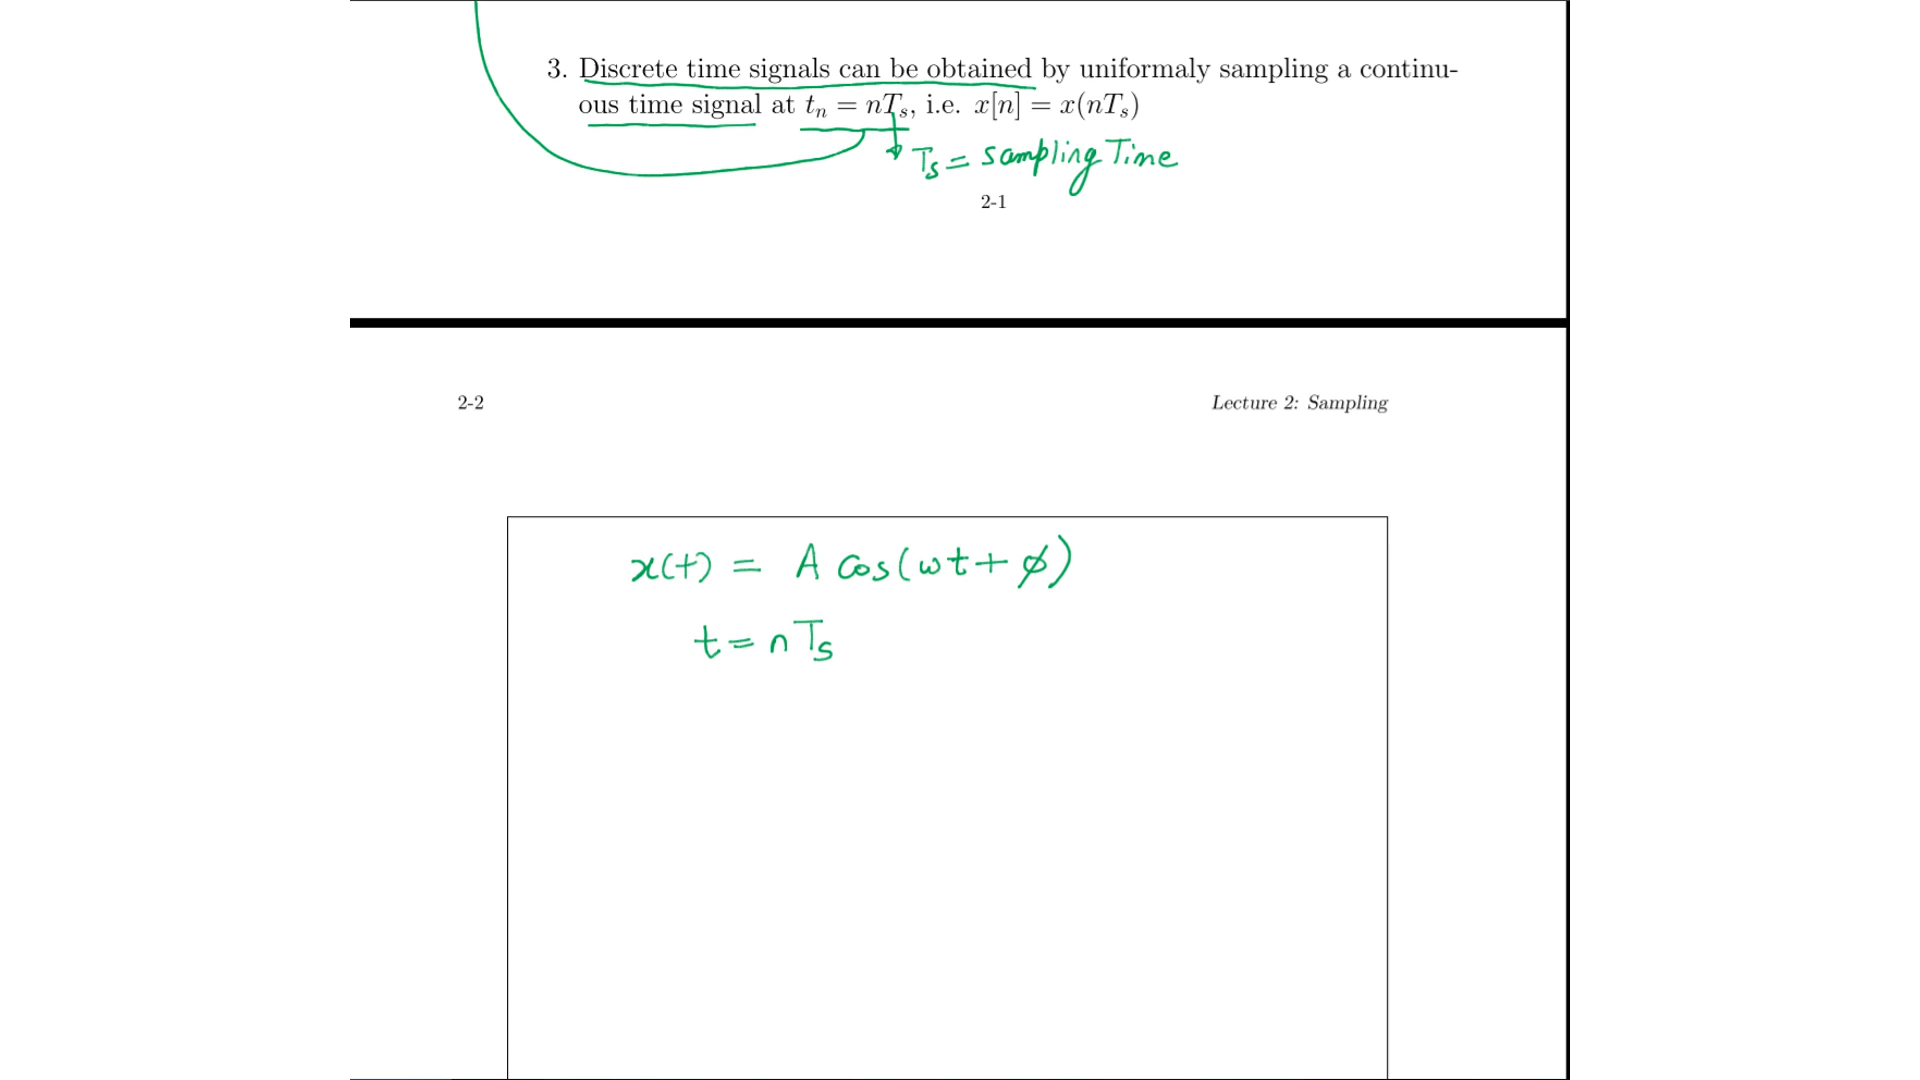 3. Discrete time signals can be obtained by uniformaly sampling a continu-
ous time signal at tₙ = nTₛ, i.e. x[n] = x(nTₛ)
Tₛ = Sampling Time
2-1
2-2
Lecture 2: Sampling
x(t) = A Cos(ωt + ϕ)
t = nTₛ